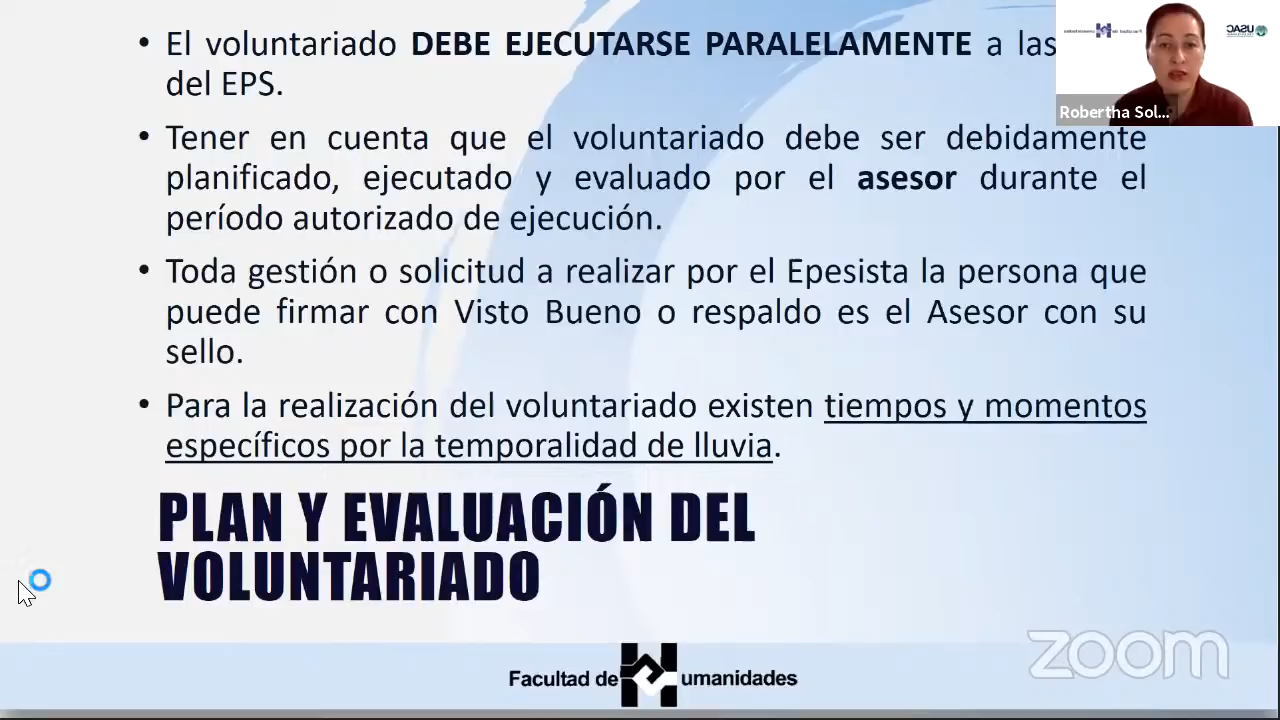 • El voluntariado DEBE EJECUTARSE PARALELAMENTE a las
del EPS.
• Tener en cuenta que el voluntariado debe ser debidamente
planificado, ejecutado y evaluado por el asesor durante el
período autorizado de ejecución.
• Toda gestión o solicitud a realizar por el Epesista la persona que
puede firmar con Visto Bueno o respaldo es el Asesor con su
sello.
• Para la realización del voluntariado existen tiempos y momentos
específicos por la temporalidad de lluvia.
PLAN Y EVALUACIÓN DEL
VOLUNTARIADO
Facultad de Humanidades
USAC
Robertha Sol...
zoom